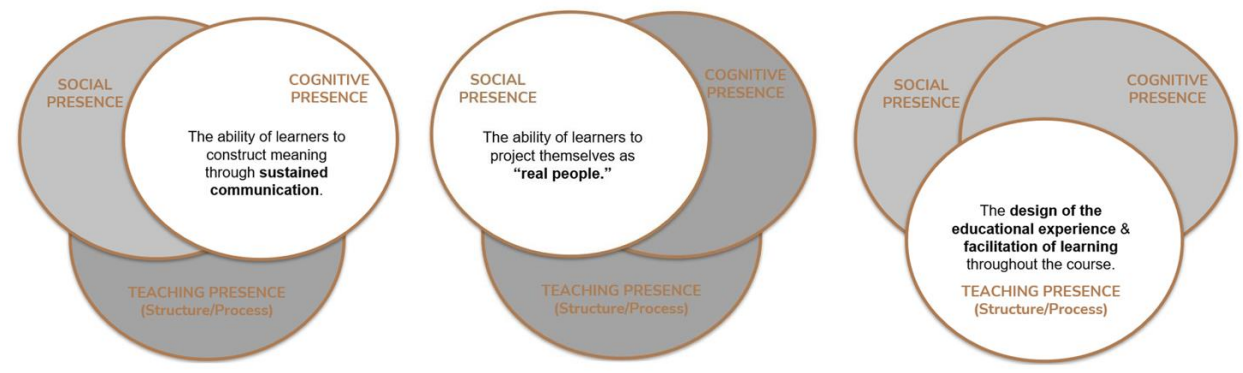 SOCIAL
PRESENCE
COGNITIVE
PRESENCE
The ability of learners to
construct meaning
through sustained
communication.
TEACHING PRESENCE
(Structure/Process)
SOCIAL
PRESENCE
COGNITIVE
PRESENCE
The ability of learners to
project themselves as
“real people.”
TEACHING PRESENCE
(Structure/Process)
SOCIAL
PRESENCE
COGNITIVE
PRESENCE
The design of the
educational experience &
facilitation of learning
throughout the course.
TEACHING PRESENCE
(Structure/Process)